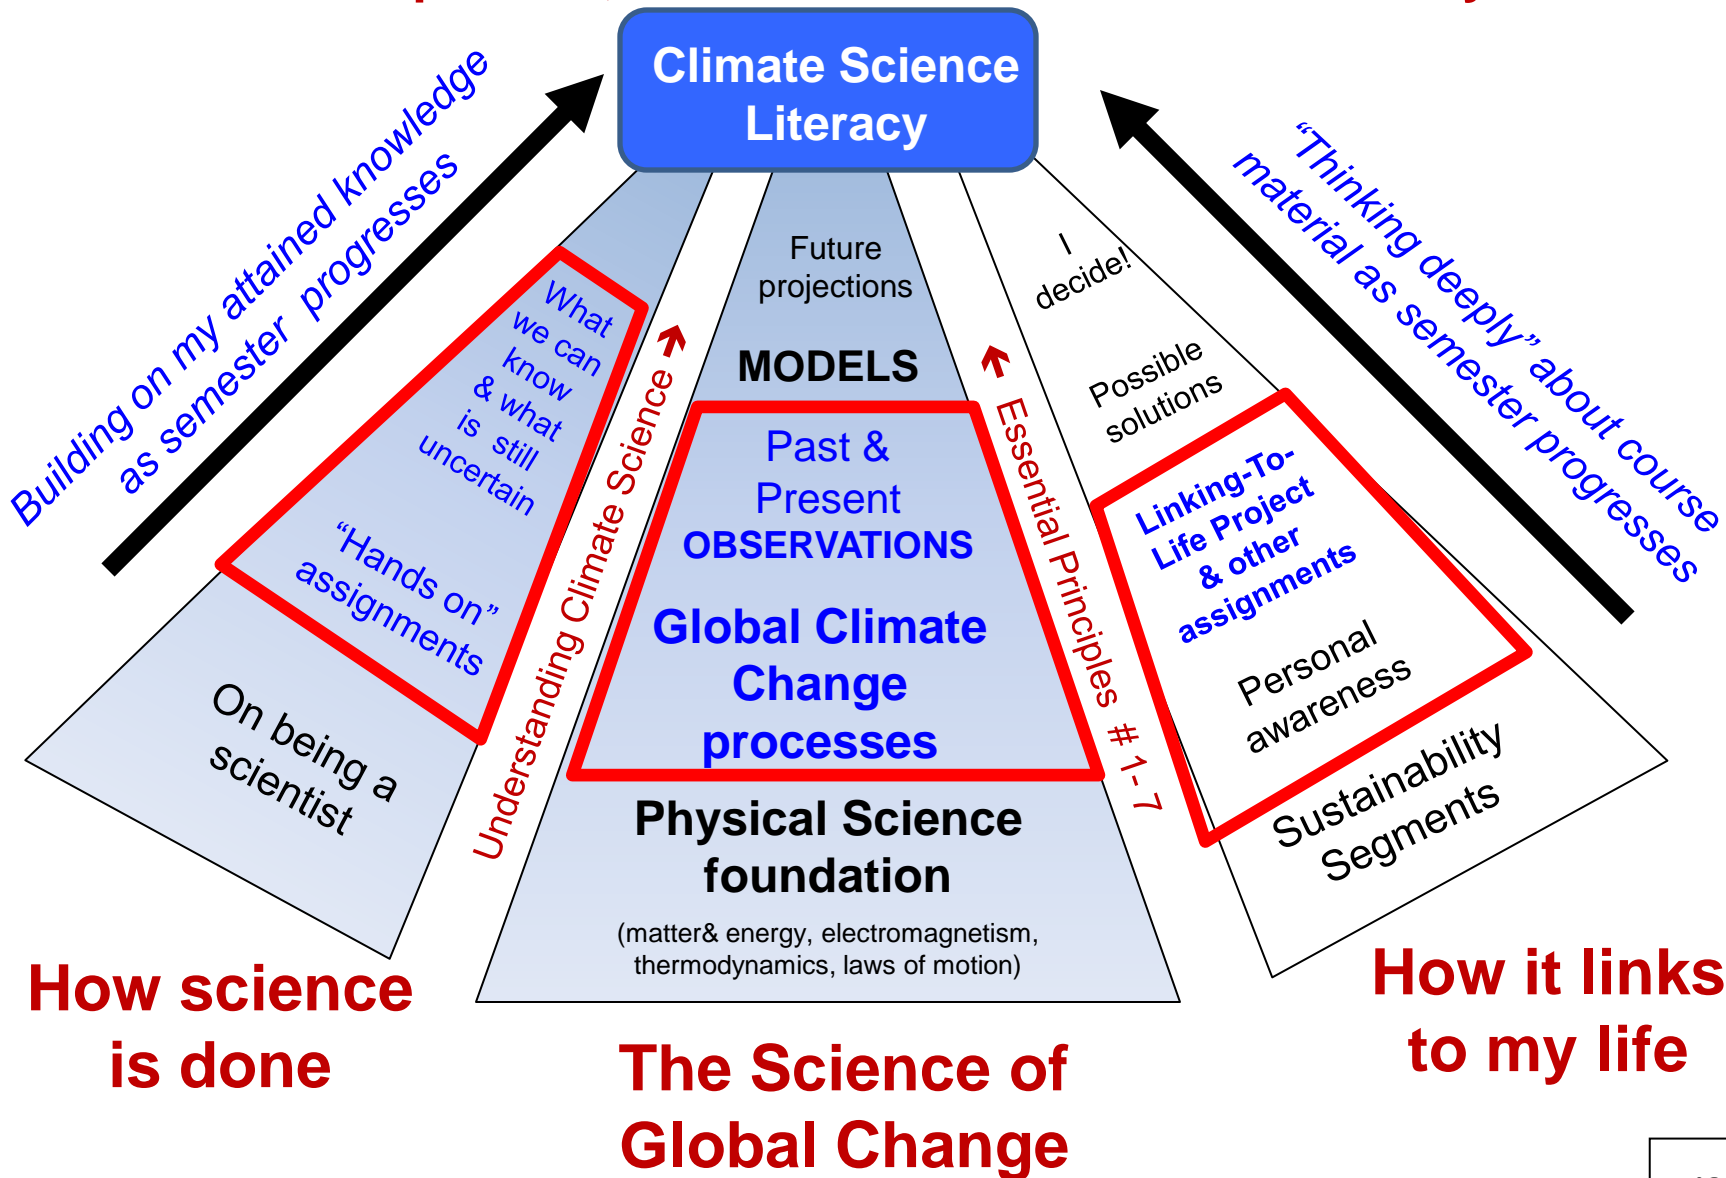 Climate Science
Literacy
Building on my attained knowledge
as semester progresses
“Thinking deeply” about course
material as semester progresses
What
we can
know
& what
is still
uncertain
“Hands on”
assignments
On being a
scientist
Understanding Climate Science →
Future
projections
MODELS
Past &
Present
OBSERVATIONS
Global Climate
Change
processes
Physical Science
foundation
(matter& energy, electromagnetism,
thermodynamics, laws of motion)
← Essential Principles # 1- 7
I
decide!
Possible
solutions
Linking-To-
Life Project
& other
assignments
Personal
awareness
Sustainability
Segments
How science
is done
The Science of
Global Change
How it links
to my life